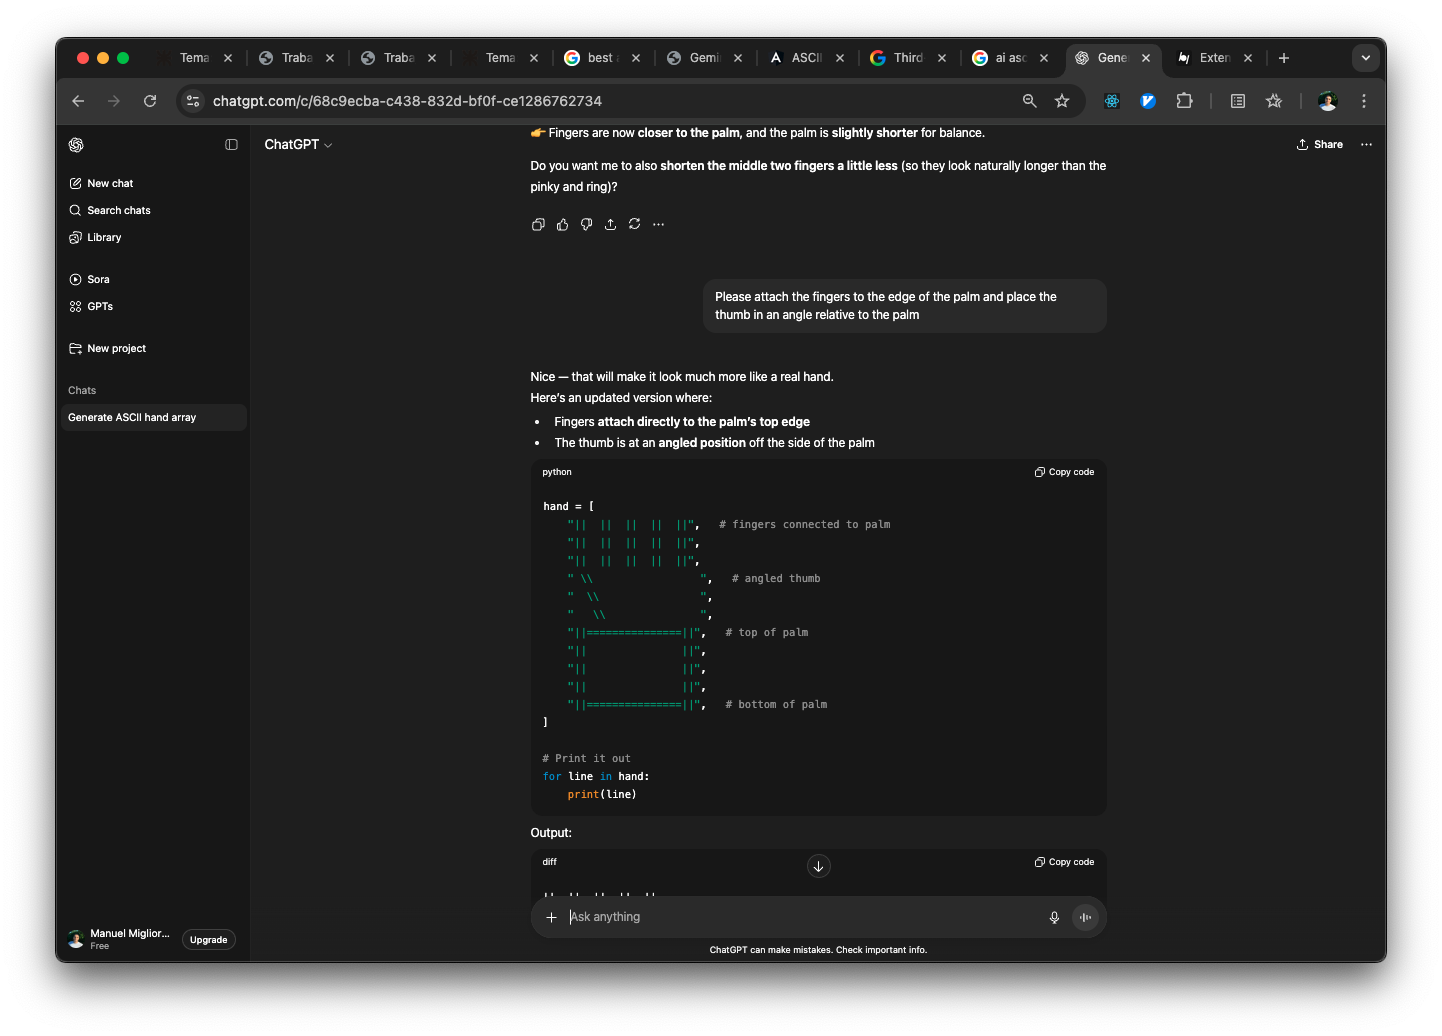 Tema
Traba
Traba
Tema
best
Gemi
ASCII
Third
ai asc
Gene
Exten
chatgpt.com/c/68c9ecba-c438-832d-bf0f-ce1286762734
ChatGPT
Share
New chat
Search chats
Library
Sora
GPTs
New project
Chats
Generate ASCII hand array
Manuel Miglior...
Free
Upgrade
👉 Fingers are now closer to the palm, and the palm is slightly shorter for balance.
Do you want me to also shorten the middle two fingers a little less (so they look naturally longer than the
pinky and ring)?
Please attach the fingers to the edge of the palm and place the
thumb in an angle relative to the palm
Nice — that will make it look much more like a real hand.
Here's an updated version where:
• Fingers attach directly to the palm's top edge
• The thumb is at an angled position off the side of the palm
python
Copy code
hand = [
    "||  ||  ||  ||  ||",   # fingers connected to palm
    "||  ||  ||  ||  ||",
    "||  ||  ||  ||  ||",
    " \\                 ",   # angled thumb
    "  \\                ",
    "   \\               ",
    "||===============||",   # top of palm
    "||               ||",
    "||               ||",
    "||               ||",
    "||===============||",   # bottom of palm
]
# Print it out
for line in hand:
    print(line)
Output:
diff
Copy code
Ask anything
ChatGPT can make mistakes. Check important info.